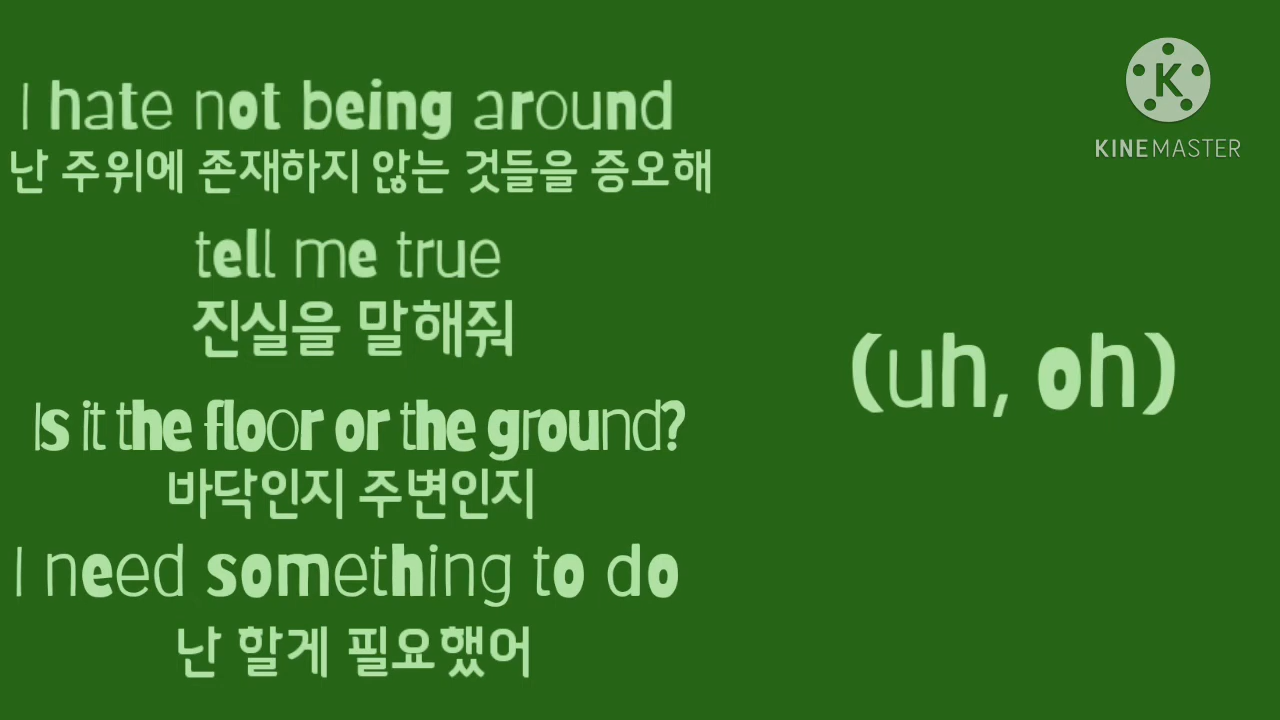 I hate not being around
난 주위에 존재하지 않는 것들을 증오해
tell me true
진실을 말해줘
Is it the floor or the ground?
바닥인지 주변인지
I need something to do
난 할게 필요했어
(uh, oh)
K
KINEMASTER